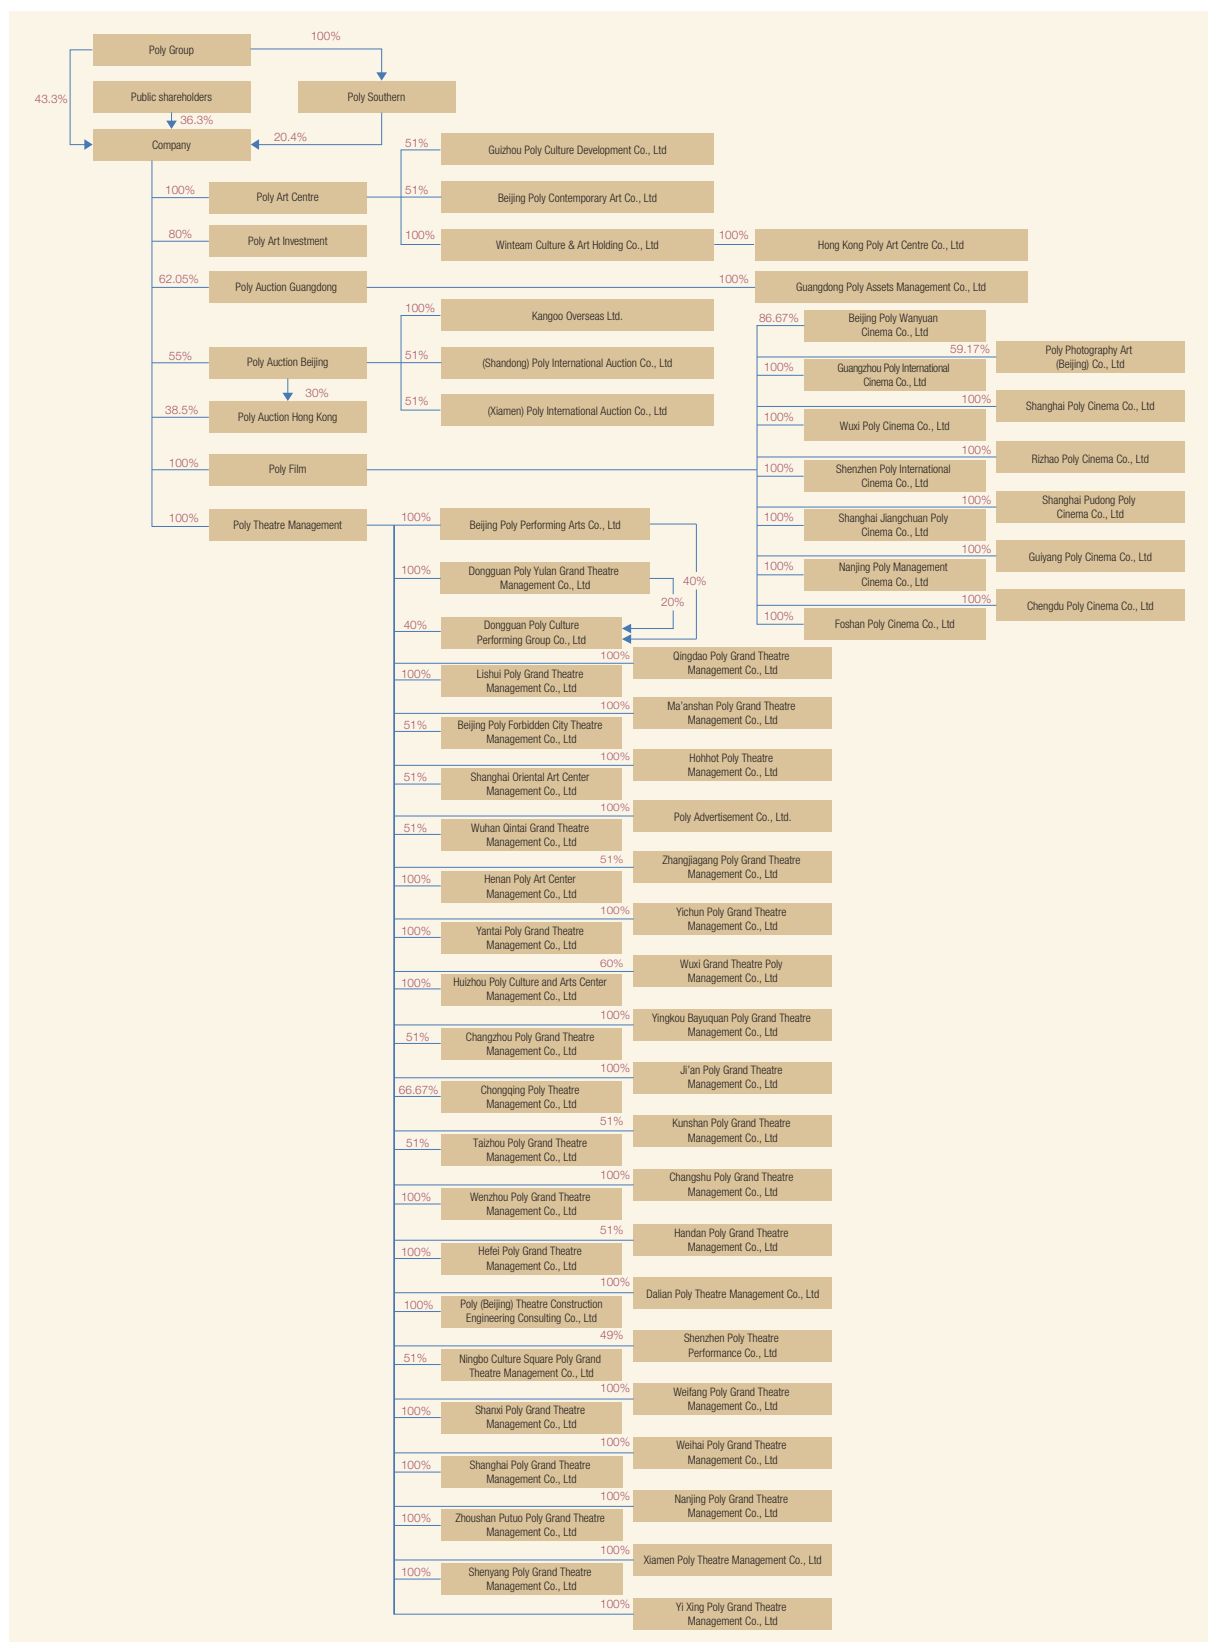 100%
Poly Group
43.3%
Public shareholders
Poly Southern
36.3%
Company
20.4%
51%
Guizhou Poly Culture Development Co., Ltd
100%
Poly Art Centre
51%
Beijing Poly Contemporary Art Co., Ltd
80%
Poly Art Investment
100%
Winteam Culture & Art Holding Co., Ltd
100%
Hong Kong Poly Art Centre Co., Ltd
62.05%
Poly Auction Guangdong
100%
Guangdong Poly Assets Management Co., Ltd
100%
Kangoo Overseas Ltd.
55%
Poly Auction Beijing
51%
(Shandong) Poly International Auction Co., Ltd
30%
38.5%
Poly Auction Hong Kong
51%
(Xiamen) Poly International Auction Co., Ltd
100%
Poly Film
86.67%
Beijing Poly Wanyuan
Cinema Co., Ltd
59.17%
Poly Photography Art
(Beijing) Co., Ltd
100%
Guangzhou Poly International
Cinema Co., Ltd
100%
Shanghai Poly Cinema Co., Ltd
100%
Wuxi Poly Cinema Co., Ltd
100%
Rizhao Poly Cinema Co., Ltd
100%
Shenzhen Poly International
Cinema Co., Ltd
100%
Shanghai Pudong Poly
Cinema Co., Ltd
100%
Shanghai Jiangchuan Poly
Cinema Co., Ltd
100%
Guiyang Poly Cinema Co., Ltd
100%
Nanjing Poly Management
Cinema Co., Ltd
100%
Chengdu Poly Cinema Co., Ltd
100%
Foshan Poly Cinema Co., Ltd
100%
Poly Theatre Management
100%
Beijing Poly Performing Arts Co., Ltd
100%
Dongguan Poly Yulan Grand Theatre
Management Co., Ltd
40%
20%
40%
Dongguan Poly Culture
Performing Group Co., Ltd
100%
Qingdao Poly Grand Theatre
Management Co., Ltd
100%
Lishui Poly Grand Theatre
Management Co., Ltd
100%
Ma'anshan Poly Grand Theatre
Management Co., Ltd
51%
Beijing Poly Forbidden City Theatre
Management Co., Ltd
100%
Hohhot Poly Theatre
Management Co., Ltd
51%
Shanghai Oriental Art Center
Management Co., Ltd
100%
Poly Advertisement Co., Ltd.
51%
Wuhan Qintai Grand Theatre
Management Co., Ltd
51%
Zhangjiagang Poly Grand Theatre
Management Co., Ltd
100%
Henan Poly Art Center
Management Co., Ltd
100%
Yichun Poly Grand Theatre
Management Co., Ltd
100%
Yantai Poly Grand Theatre
Management Co., Ltd
60%
Wuxi Grand Theatre Poly
Management Co., Ltd
100%
Huizhou Poly Culture and Arts Center
Management Co., Ltd
100%
Yingkou Bayuquan Poly Grand Theatre
Management Co., Ltd
51%
Changzhou Poly Grand Theatre
Management Co., Ltd
100%
Ji'an Poly Grand Theatre
Management Co., Ltd
66.67%
Chongqing Poly Theatre
Management Co., Ltd
51%
Kunshan Poly Grand Theatre
Management Co., Ltd
51%
Taizhou Poly Grand Theatre
Management Co., Ltd
100%
Changshu Poly Grand Theatre
Management Co., Ltd
100%
Wenzhou Poly Grand Theatre
Management Co., Ltd
51%
Handan Poly Grand Theatre
Management Co., Ltd
100%
Hefei Poly Grand Theatre
Management Co., Ltd
100%
Dalian Poly Theatre Management Co., Ltd
100%
Poly (Beijing) Theatre Construction
Engineering Consulting Co., Ltd
49%
Shenzhen Poly Theatre
Performance Co., Ltd
51%
Ningbo Culture Square Poly Grand
Theatre Management Co., Ltd
100%
Weifang Poly Grand Theatre
Management Co., Ltd
100%
Shanxi Poly Grand Theatre
Management Co., Ltd
100%
Weihai Poly Grand Theatre
Management Co., Ltd
100%
Shanghai Poly Grand Theatre
Management Co., Ltd
100%
Nanjing Poly Grand Theatre
Management Co., Ltd
100%
Zhoushan Putuo Poly Grand Theatre
Management Co., Ltd
100%
Xiamen Poly Theatre Management Co., Ltd
100%
Shenyang Poly Grand Theatre
Management Co., Ltd
100%
Yi Xing Poly Grand Theatre
Management Co., Ltd